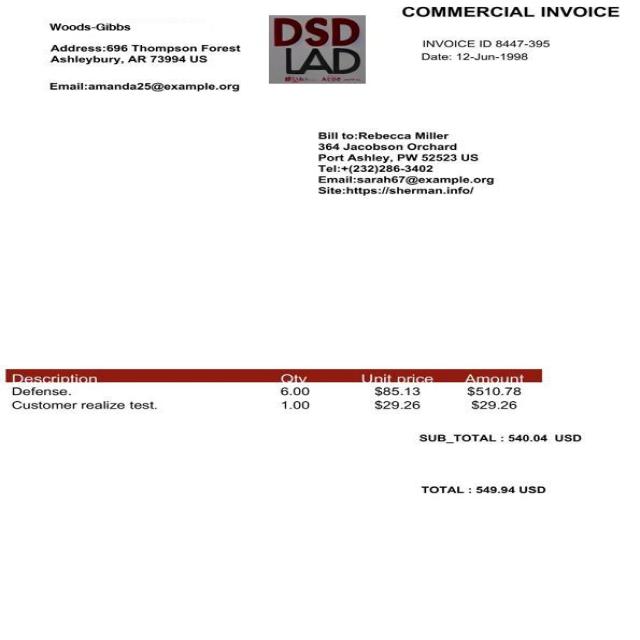 COMMERCIAL INVOICE
Woods-Gibbs
Address:696 Thompson Forest
Ashleybury, AR 73994 US
Email:amanda25@example.org
DSD
LAD
INVOICE ID 8447-395
Date: 12-Jun-1998
Bill to:Rebecca Miller
364 Jacobson Orchard
Port Ashley, PW 52523 US
Tel:+(232)286-3402
Email:sarah67@example.org
Site:https://sherman.info/
Description Qty Unit price Amount
Defense. 6.00 $85.13 $510.78
Customer realize test. 1.00 $29.26 $29.26
SUB_TOTAL : 540.04 USD
TOTAL : 549.94 USD